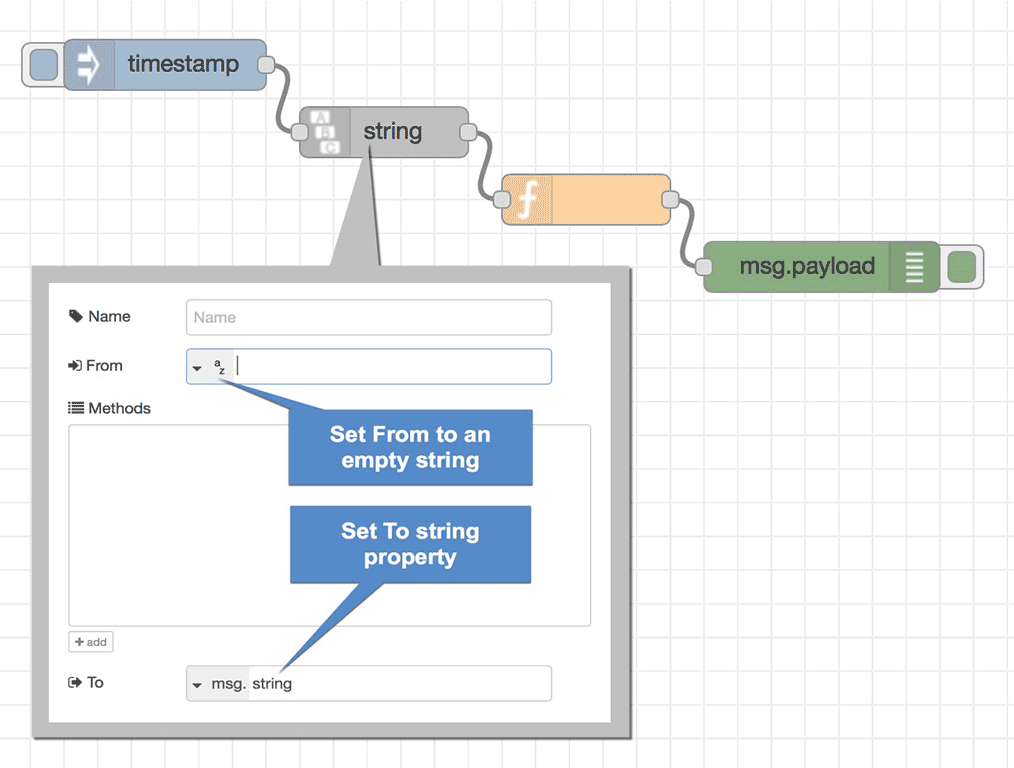 timestamp
A
B
C
string
f
msg.payload
Name
Name
From
a
z
Methods
Set From to an
empty string
Set To string
property
+ add
To
msg. string